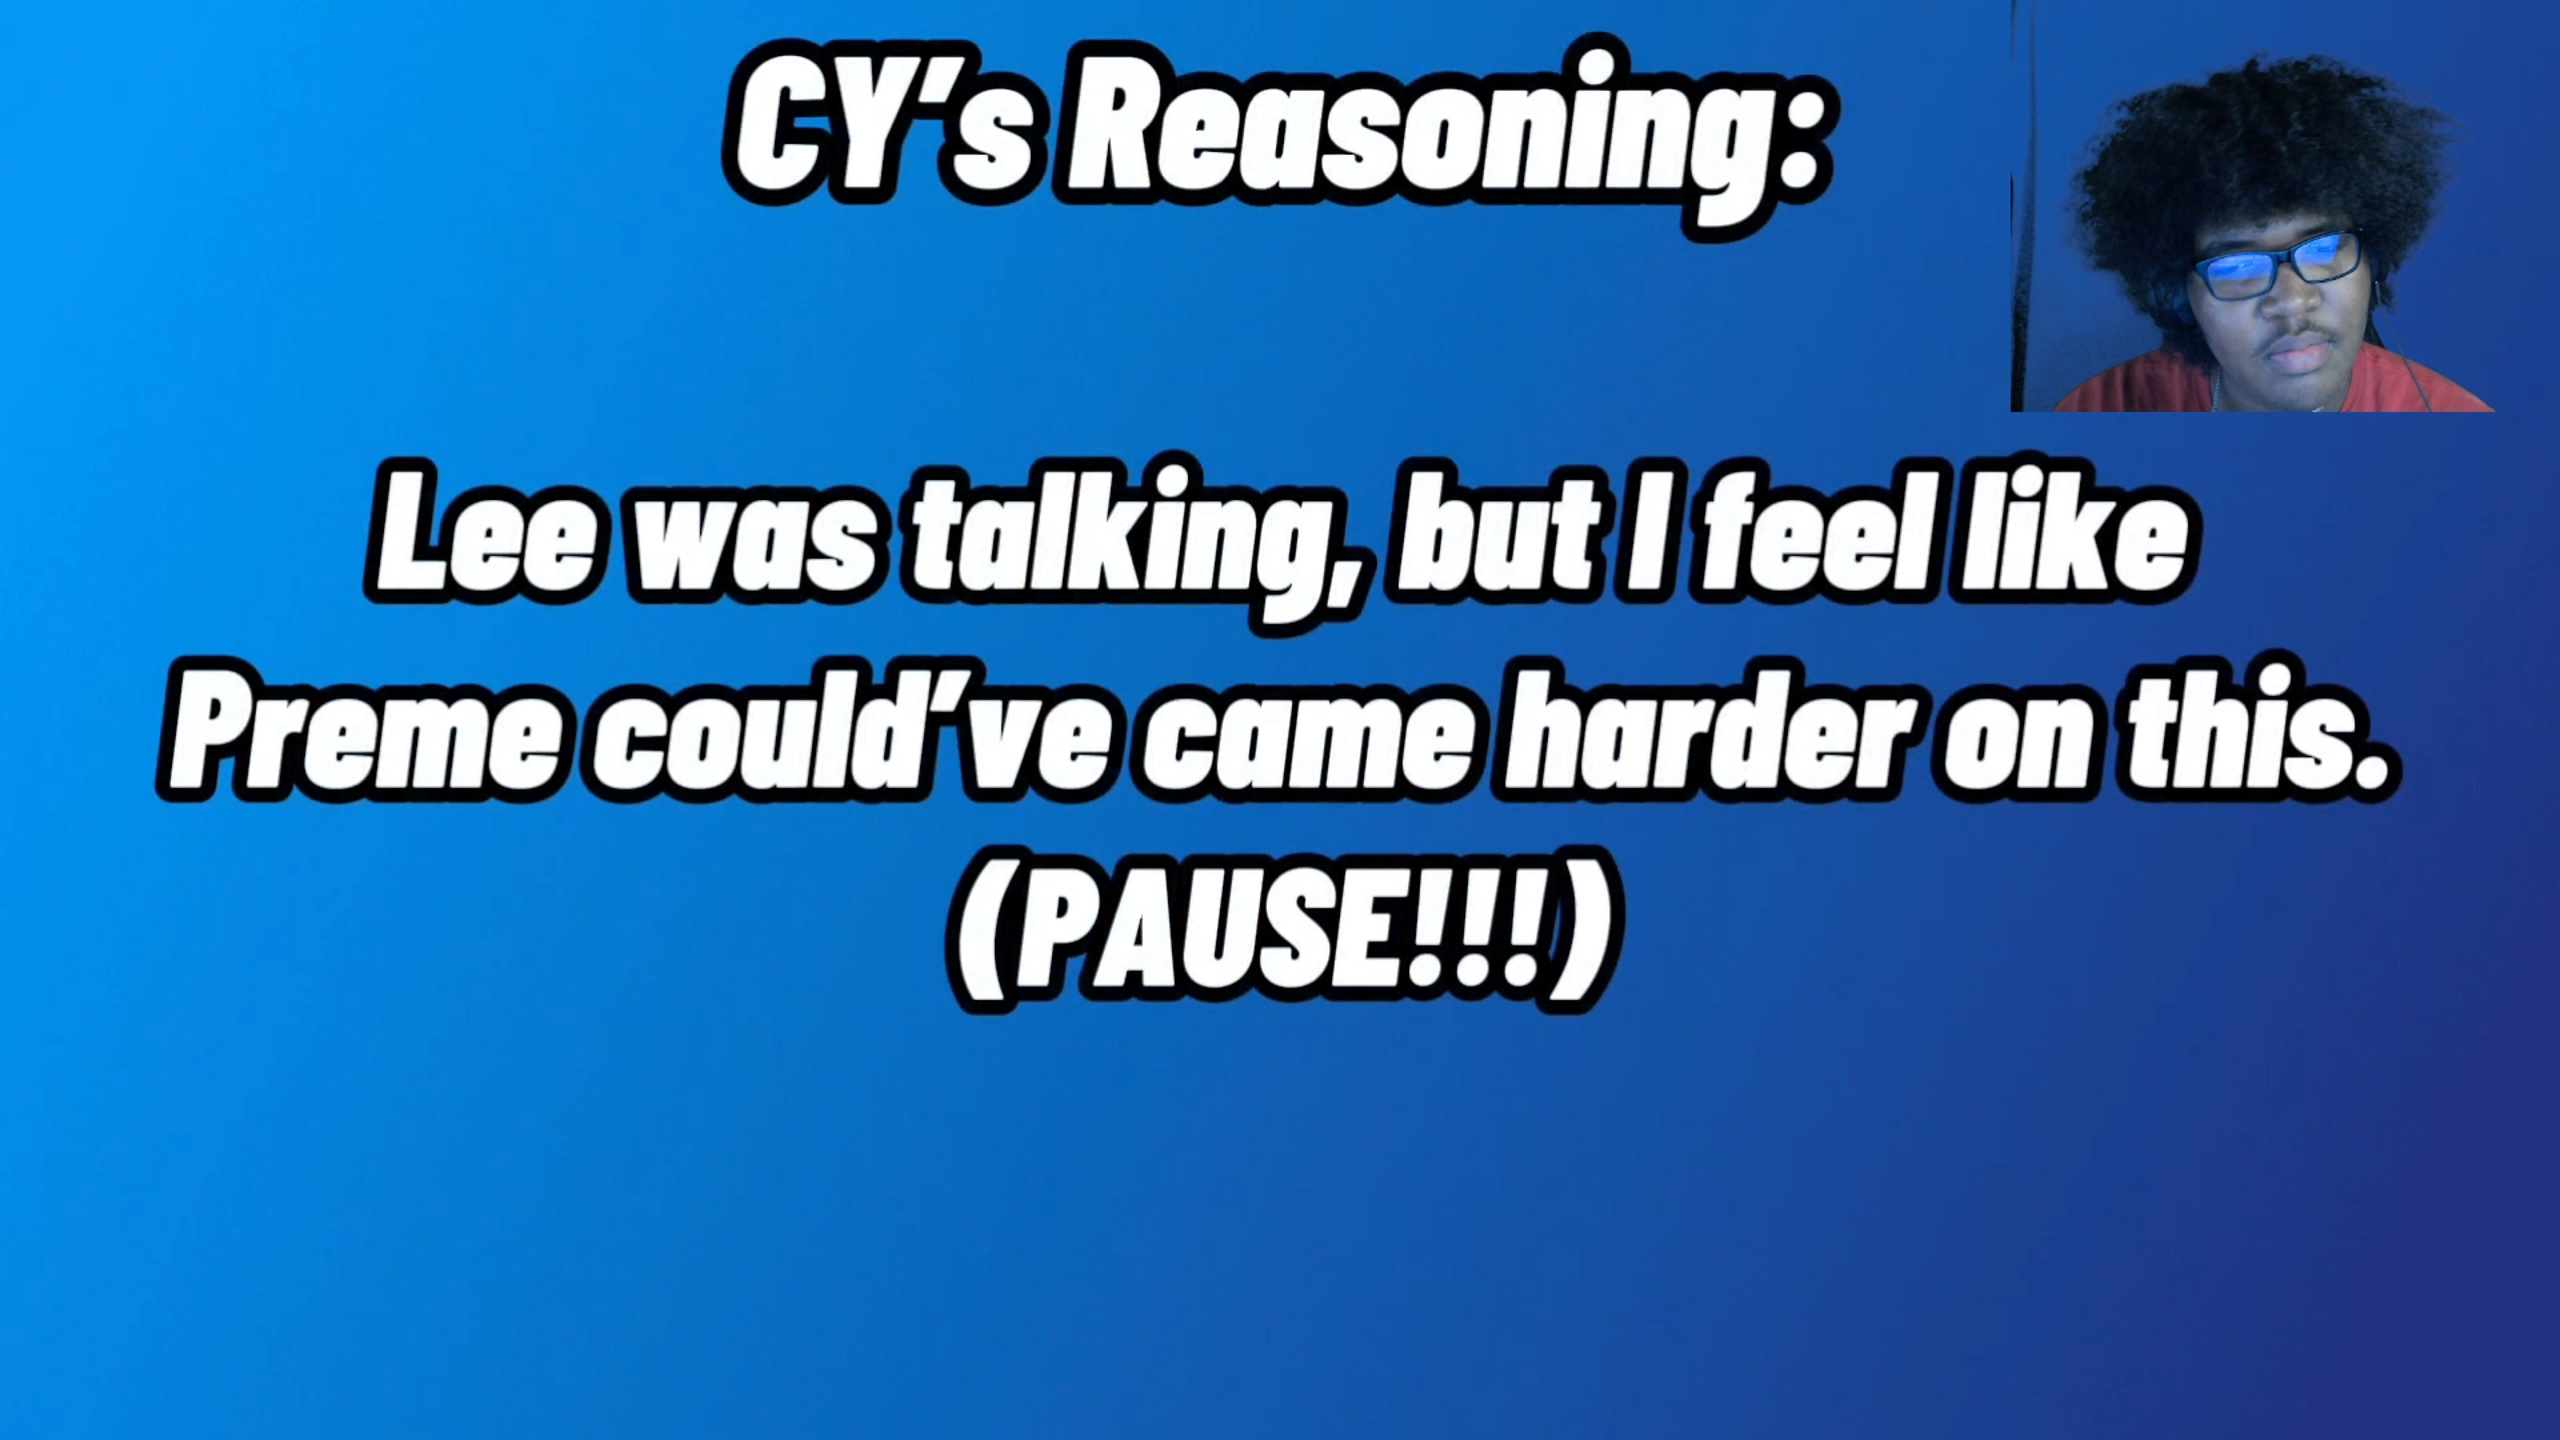 CY's Reasoning:
Lee was talking, but I feel like
Preme could've came harder on this.
(PAUSE!!!)